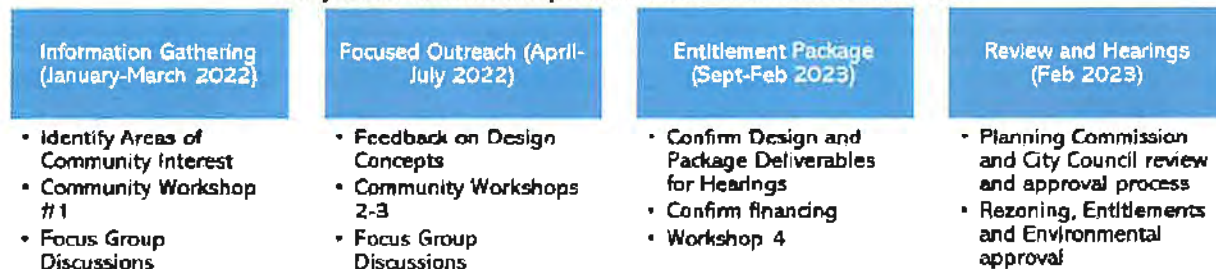 Information Gathering
(January-March 2022)
• Identify Areas of
Community Interest
• Community Workshop
#1
• Focus Group
Discussions
Focused Outreach (April-
July 2022)
• Feedback on Design
Concepts
• Community Workshops
2-3
• Focus Group
Discussions
Entitlement Package
(Sept-Feb 2023)
• Confirm Design and
Package Deliverables
for Hearings
• Confirm financing
• Workshop 4
Review and Hearings
(Feb 2023)
• Planning Commission
and City Council review
and approval process
• Rezoning, Entitlements
and Environmental
approval